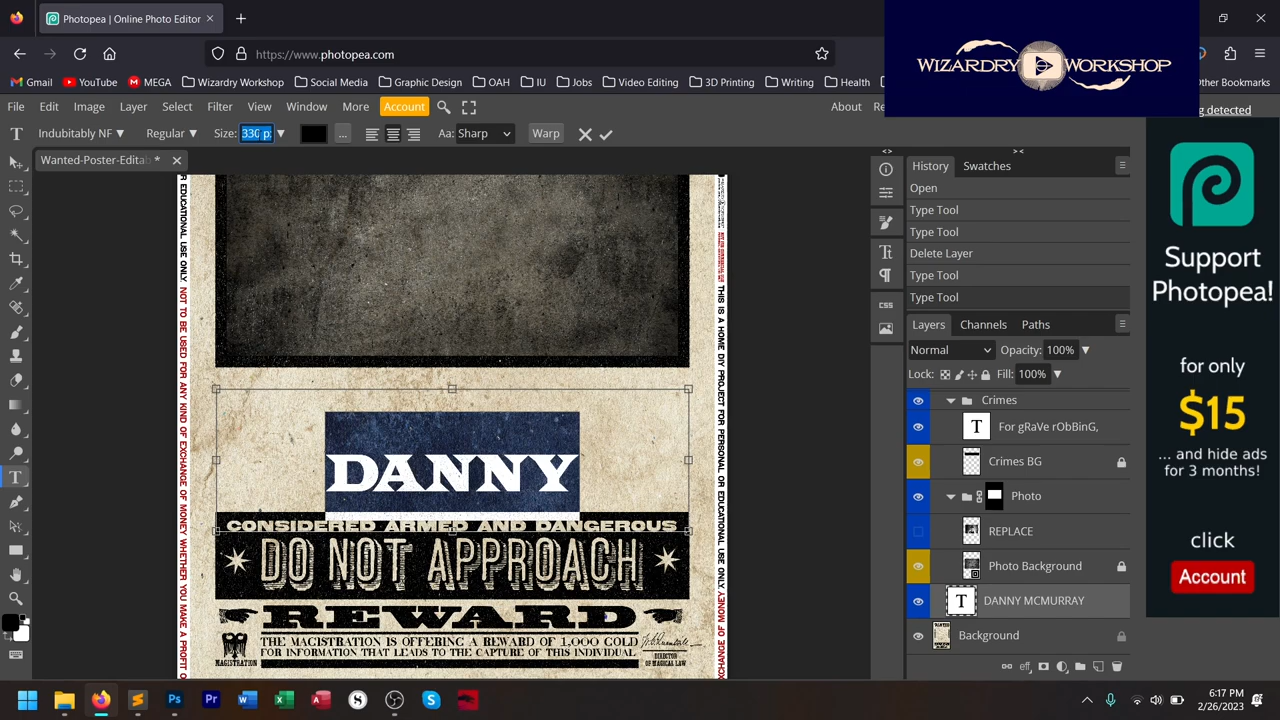 Photopea | Online Photo Editor
https://www.photopea.com
Gmail
YouTube
MEGA
Wizardry Workshop
Social Media
Graphic Design
OAH
IU
Jobs
Video Editing
3D Printing
Writing
Health
Other Bookmarks
WIZARDRY WORKSHOP
File
Edit
Image
Layer
Select
Filter
View
Window
More
Account
About
detected
Indubitably NF
Regular
Size:
330 px
...
Aa:
Sharp
Warp
Wanted-Poster-Editab *
History
Swatches
Open
Type Tool
Type Tool
Delete Layer
Type Tool
Type Tool
Layers
Channels
Paths
Normal
Opacity:
100%
Lock:
Fill:
100%
Crimes
For gRaVe rObBinG,
Crimes BG
Photo
REPLACE
Photo Background
DANNY MCMURRAY
Background
CSS
eff
R EDUCATIONAL USE ONLY. NOT TO BE USED FOR ANY KIND OF EXCHANGE OF MONEY WHETHER YOU MAKE A PROFIT O
THIS IS A HOME DIY PROJECT FOR PERSONAL OR EDUCATIONAL USE ONLY.
DANNY
CONSIDERED ARMED AND DANGEROUS
DO NOT APPROACH
REWARD
THE MAGISTRATION IS OFFERING A REWARD OF 1,000 GOLD
FOR INFORMATION THAT LEADS TO THE CAPTURE OF THIS INDIVIDUAL
MAGISTRATION
DIRECTOR
OF MAGICAL LAW
Support
Photopea!
for only
$15
... and hide ads
for 3 months!
click
Account
6:17 PM
2/26/2023